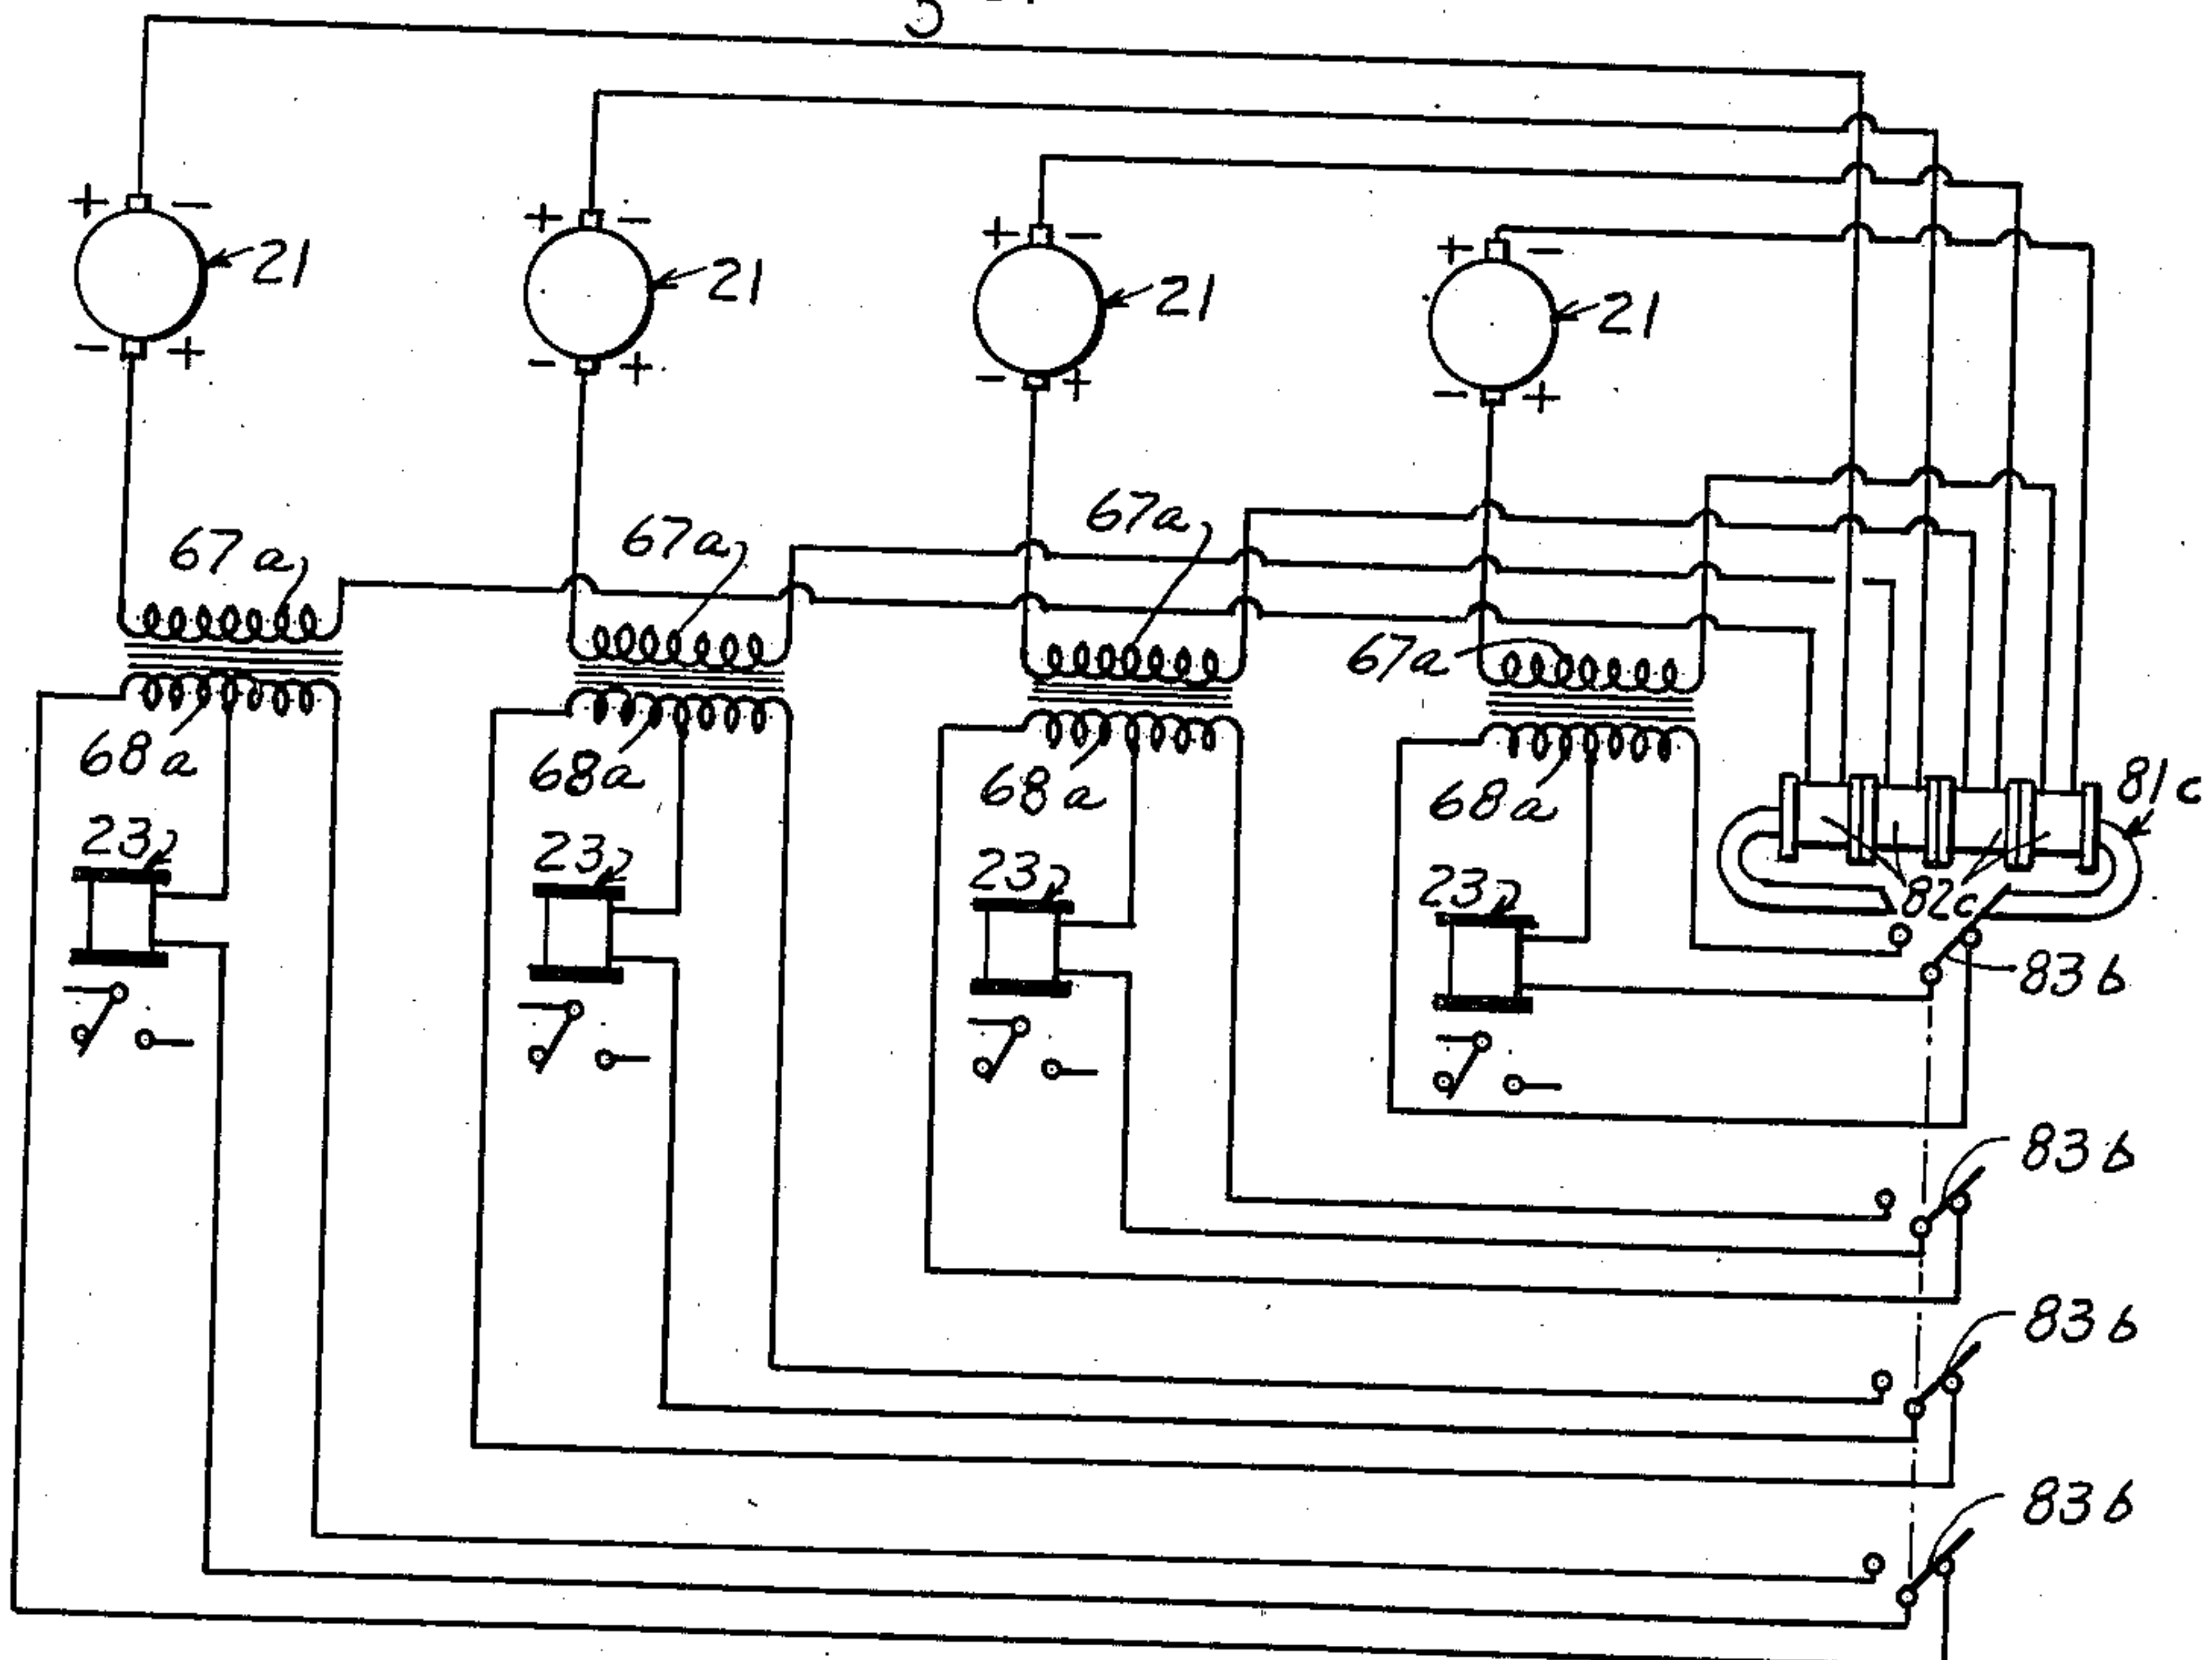 + −
21
+ −
21
+ −
21
+ −
21
− +
− +
− +
− +
67a
67a
67a
67a
68a
68a
68a
68a
81c
23
23
23
23
82c
83b
83b
83b
83b